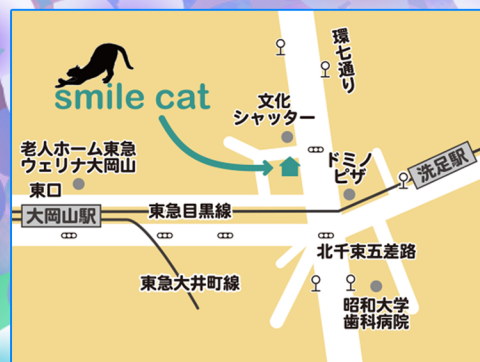 環七通り
smile cat
文化
シャッター
老人ホーム東急
ウェリナ大岡山
ドミノ
ピザ
洗足駅
東口
大岡山駅
東急目黒線
北千束五差路
東急大井町線
昭和大学
歯科病院